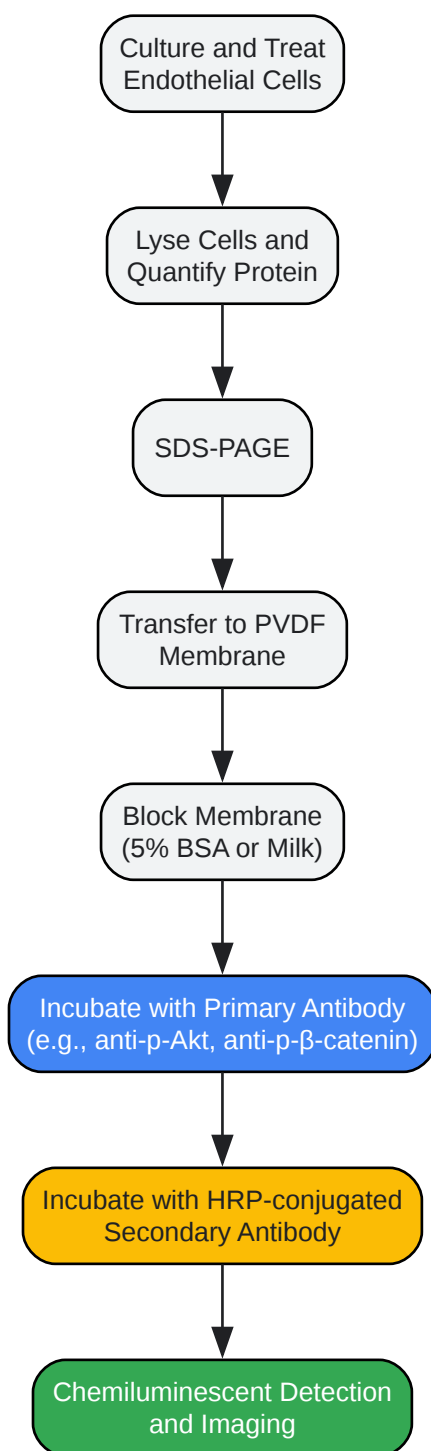 Culture and Treat
Endothelial Cells
Lyse Cells and
Quantify Protein
SDS-PAGE
Transfer to PVDF
Membrane
Block Membrane
(5% BSA or Milk)
Incubate with Primary Antibody
(e.g., anti-p-Akt, anti-p-β-catenin)
Incubate with HRP-conjugated
Secondary Antibody
Chemiluminescent Detection
and Imaging